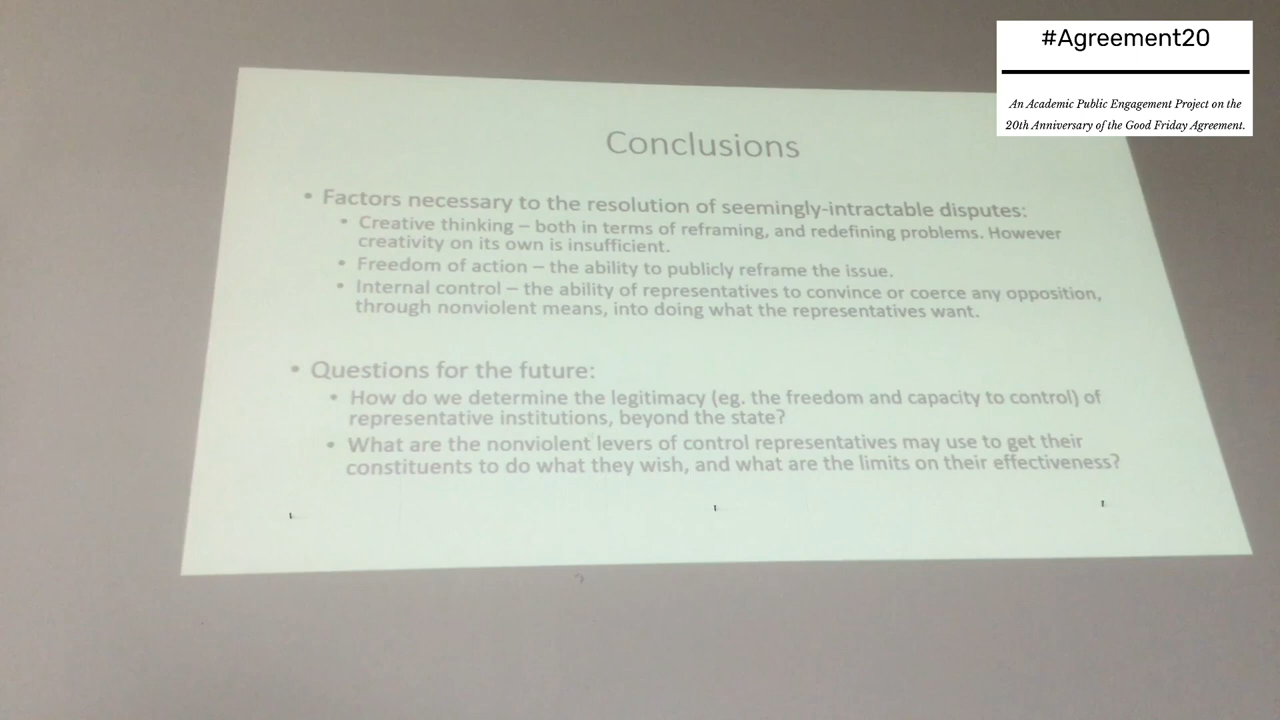 #Agreement20
An Academic Public Engagement Project on the
20th Anniversary of the Good Friday Agreement.
Conclusions
• Factors necessary to the resolution of seemingly-intractable disputes:
• Creative thinking – both in terms of reframing, and redefining problems. However
creativity on its own is insufficient.
• Freedom of action – the ability to publicly reframe the issue.
• Internal control – the ability of representatives to convince or coerce any opposition,
through nonviolent means, into doing what the representatives want.
• Questions for the future:
• How do we determine the legitimacy (eg. the freedom and capacity to control) of
representative institutions, beyond the state?
• What are the nonviolent levers of control representatives may use to get their
constituents to do what they wish, and what are the limits on their effectiveness?